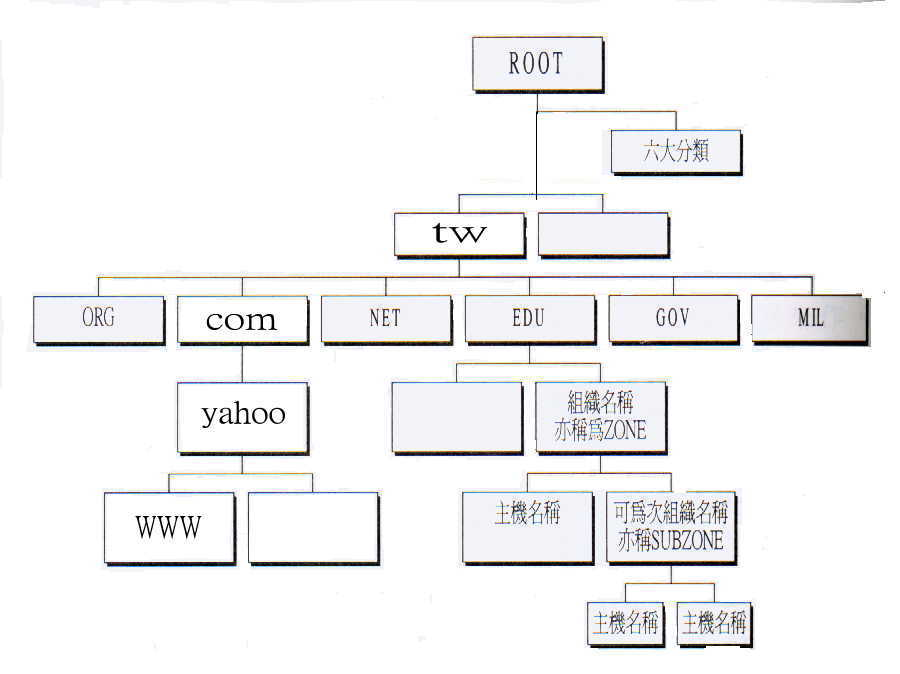 ROOT
六大分類
tw
ORG
com
NET
EDU
GOV
MIL
yahoo
組織名稱
亦稱爲ZONE
WWW
主機名稱
可爲次組織名稱
亦稱SUBZONE
主機名稱
主機名稱